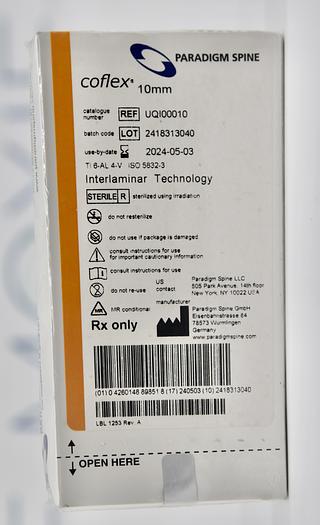 PARADIGM SPINE
coflex® 10mm
catalogue number REF UQI00010
batch code LOT 2418313040
use-by-date 2024-05-03
Ti 6-AL 4-V ISO 5832-3
Interlaminar Technology
STERILE R sterilized using irradiation
do not resterilize
do not use if package is damaged
consult instructions for use
for important cautionary information
consult instructions for use
do not re-use
MR conditional
Rx only
US contact
Paradigm Spine LLC
505 Park Avenue, 14th floor
New York, NY 10022 USA
manufacturer
Paradigm Spine GmbH
Eisenbahnstrasse 84
78573 Wurmlingen
Germany
www.paradigmspine.com
(01) 0 4260148 89851 8 (17) 240503 (10) 2418313040
LBL 1253 Rev. A
OPEN HERE